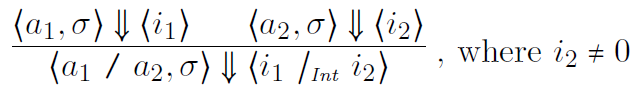 ⟨a₁, σ⟩ ⇓ ⟨i₁⟩ ⟨a₂, σ⟩ ⇓ ⟨i₂⟩
⟨a₁ / a₂, σ⟩ ⇓ ⟨i₁ /_Int i₂⟩ , where i₂ ≠ 0